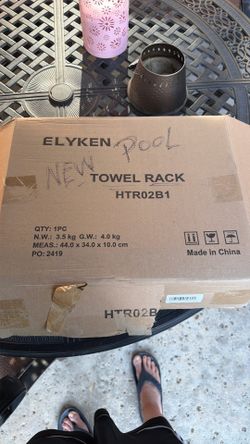 ELYKEN POOL
NEW TOWEL RACK
HTR02B1
QTY: 1PC
N.W.: 3.5 kg G.W.: 4.0 kg
MEAS.: 44.0 x 34.0 x 10.0 cm
PO: 2419
Made in China
HTR02B